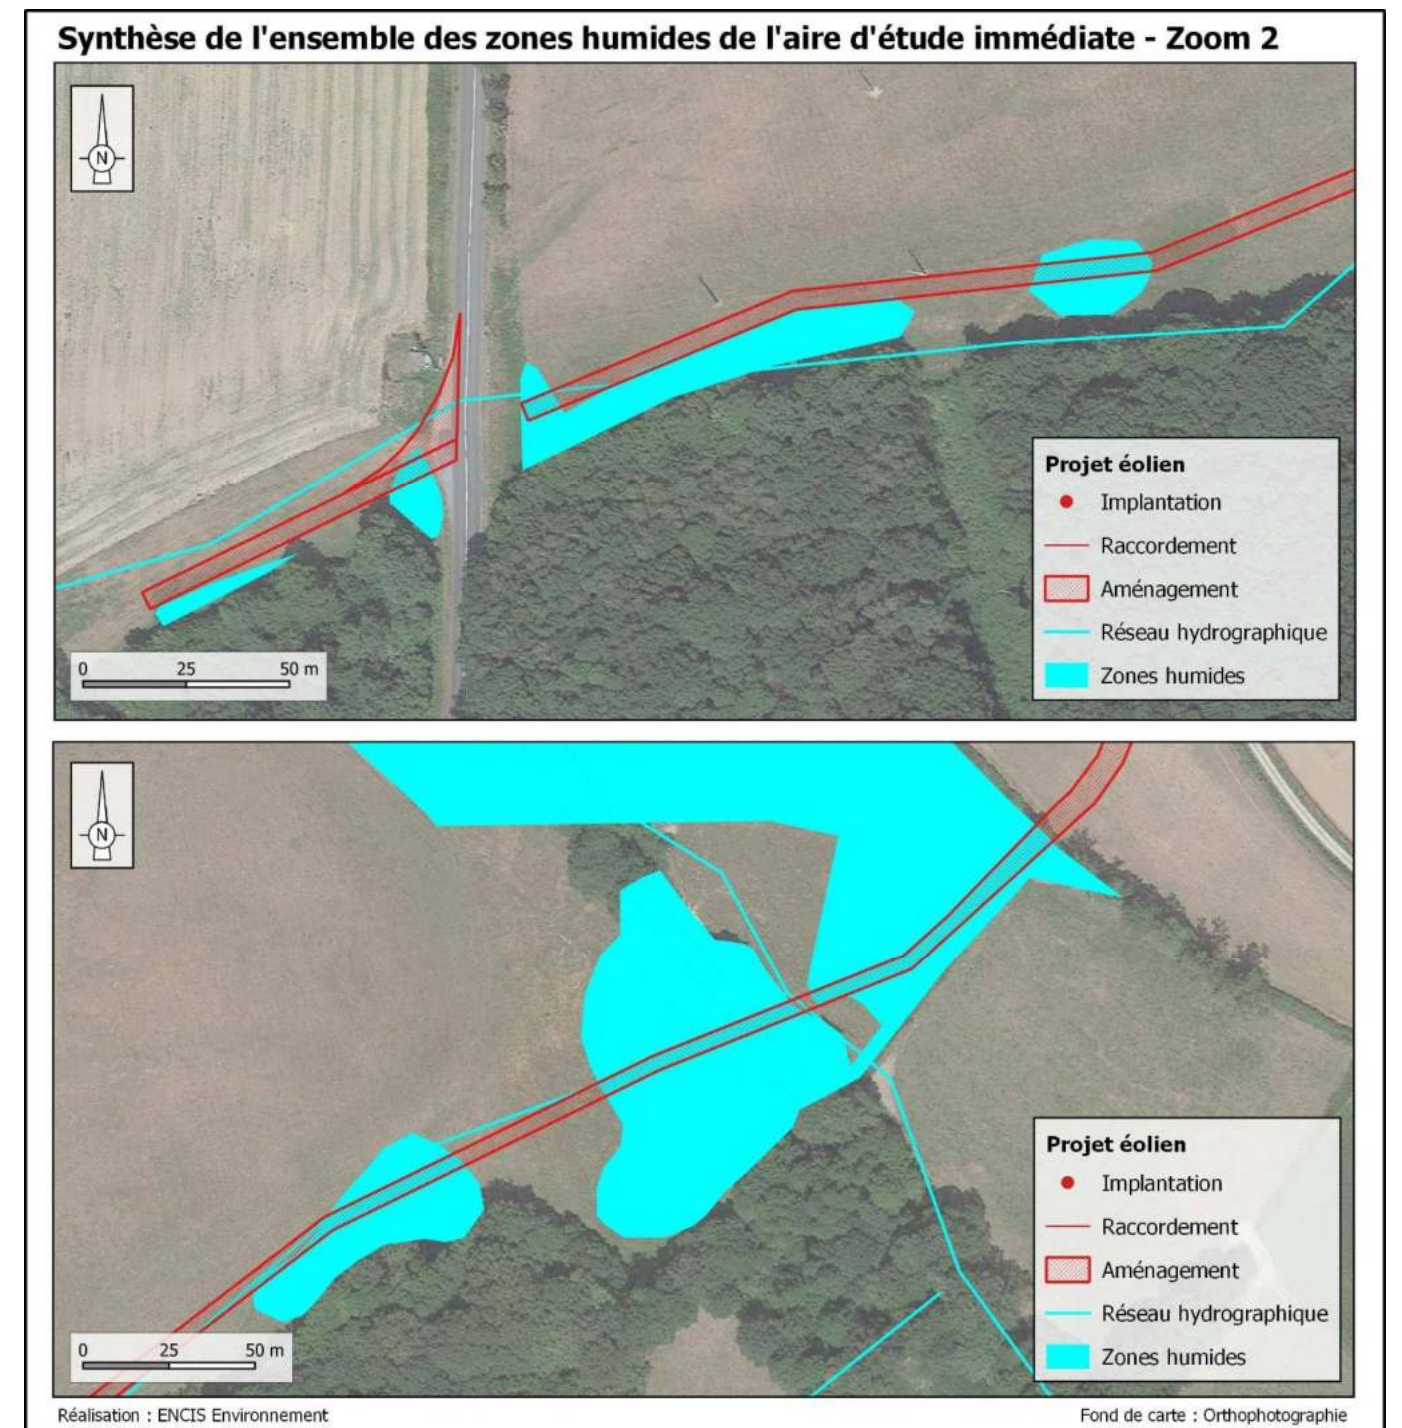 Synthèse de l'ensemble des zones humides de l'aire d'étude immédiate - Zoom 2
N
Projet éolien
Implantation
Raccordement
Aménagement
Réseau hydrographique
Zones humides
0 25 50 m
N
Projet éolien
Implantation
Raccordement
Aménagement
Réseau hydrographique
Zones humides
0 25 50 m
Réalisation : ENCIS Environnement
Fond de carte : Orthophotographie